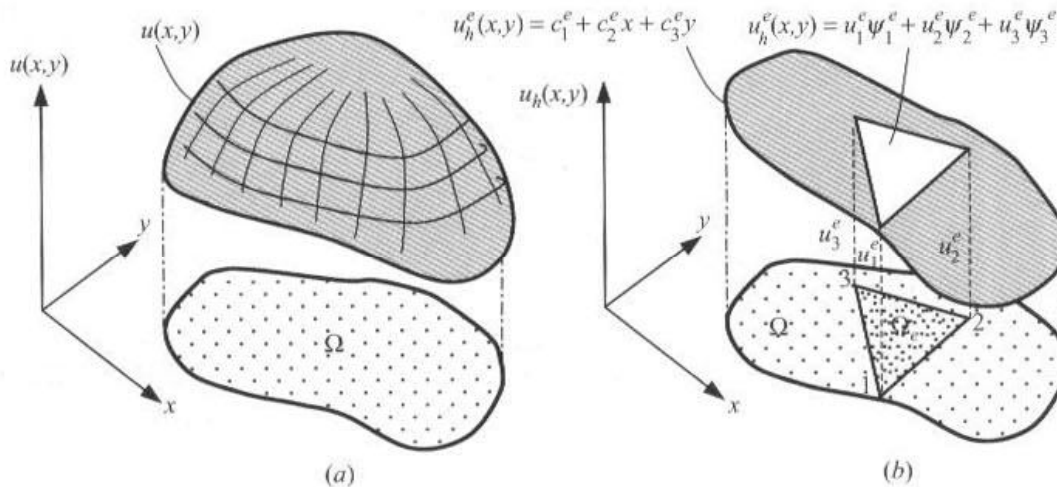 u(x,y)
u_h^e(x,y) = c_1^e + c_2^e x + c_3^e y
u_h^e(x,y) = u_1^e ψ_1^e + u_2^e ψ_2^e + u_3^e ψ_3^e
u(x,y)
u_h(x,y)
y
y
u_3^e
u_1^e
u_2^e
3
Ω
Ω
Ω_e
2
1
x
x
(a)
(b)